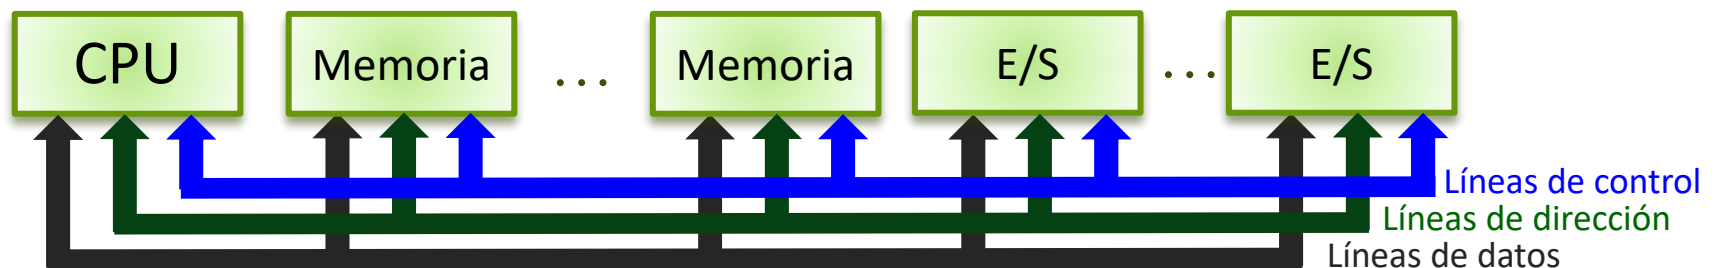 CPU Memoria ... Memoria E/S ... E/S
Líneas de control
Líneas de dirección
Líneas de datos